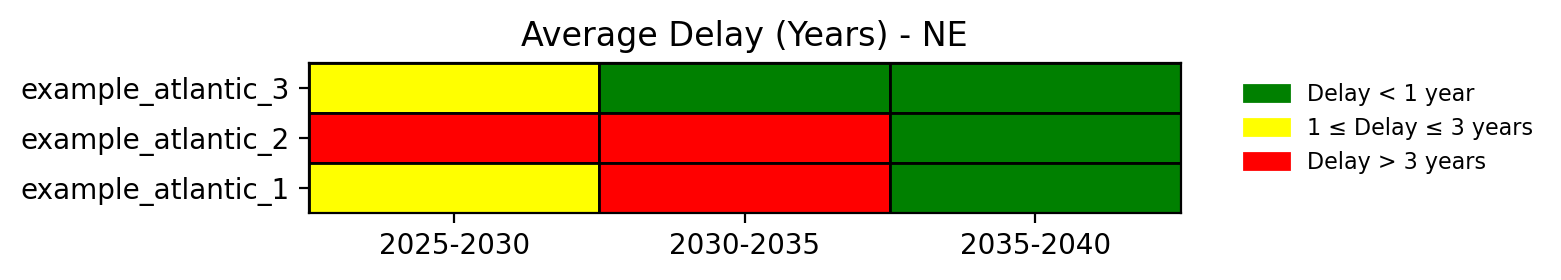 Average Delay (Years) - NE
example_atlantic_3
example_atlantic_2
example_atlantic_1
2025-2030
2030-2035
2035-2040
Delay < 1 year
1 ≤ Delay ≤ 3 years
Delay > 3 years